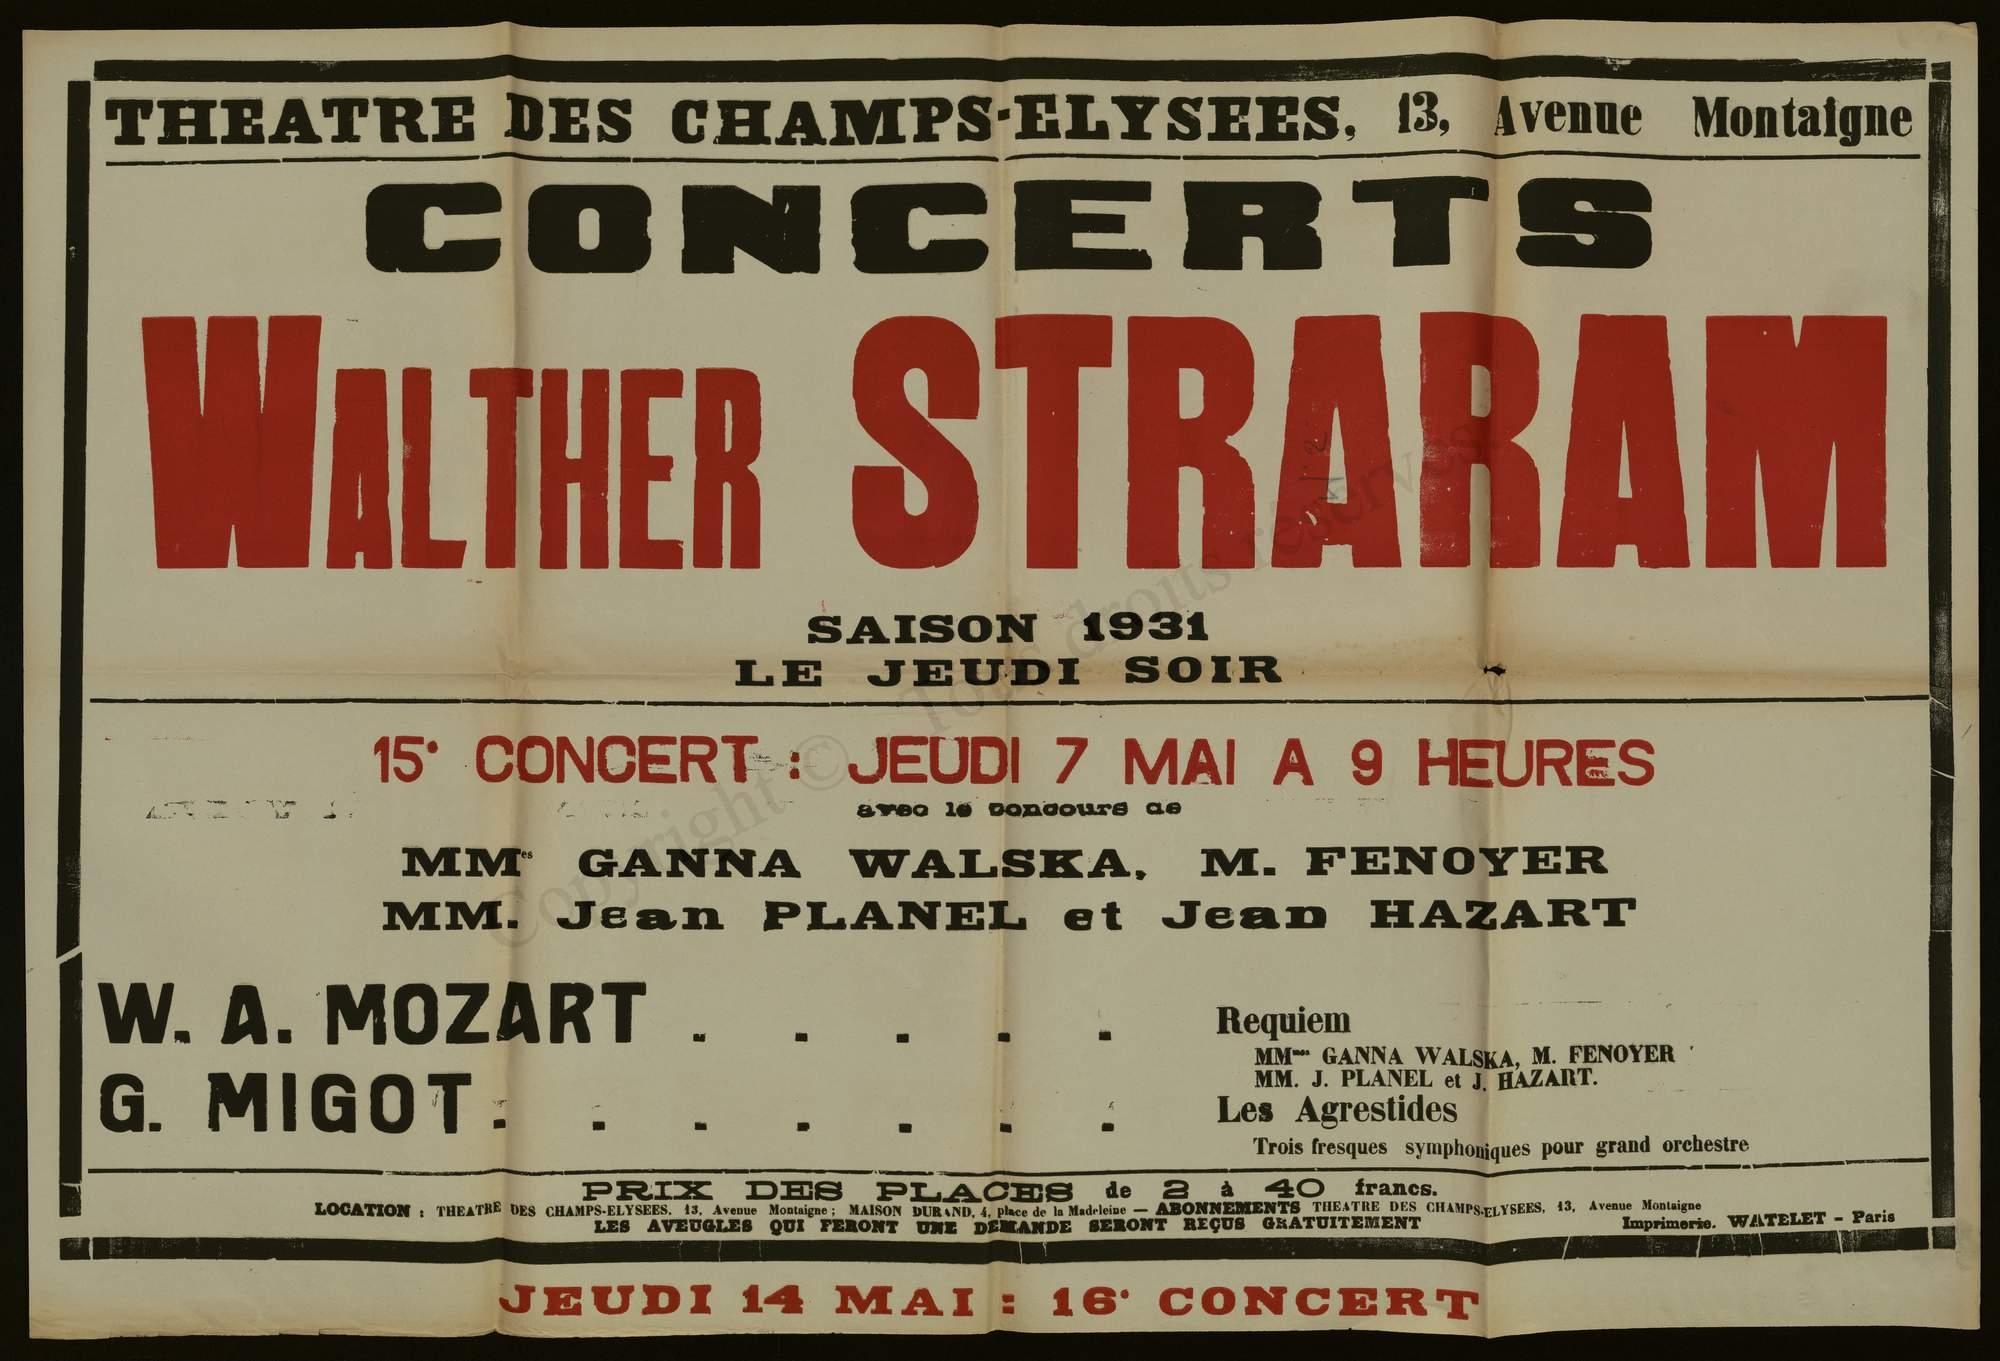 THEATRE DES CHAMPS-ELYSEES, 13, Avenue Montaigne
CONCERTS
WALTHER STRARAM
SAISON 1931
LE JEUDI SOIR
15e CONCERT : JEUDI 7 MAI A 9 HEURES
avec le concours de
MMes GANNA WALSKA, M. FENOYER
MM. Jean PLANEL et Jean HAZART
W. A. MOZART . . . . . Requiem
MMmes GANNA WALSKA, M. FENOYER
MM. J. PLANEL et J. HAZART.
G. MIGOT . . . . . . . Les Agrestides
Trois fresques symphoniques pour grand orchestre
PRIX DES PLACES de 2 à 40 francs.
LOCATION : THEATRE DES CHAMPS-ELYSEES, 13, Avenue Montaigne ; MAISON DURAND, 4, place de la Madeleine — ABONNEMENTS THEATRE DES CHAMPS-ELYSEES, 13, Avenue Montaigne
LES AVEUGLES QUI FERONT UNE DEMANDE SERONT REÇUS GRATUITEMENT
Imprimerie. WATELET - Paris
JEUDI 14 MAI : 16e CONCERT
Copyright © - Tous droits réservés.